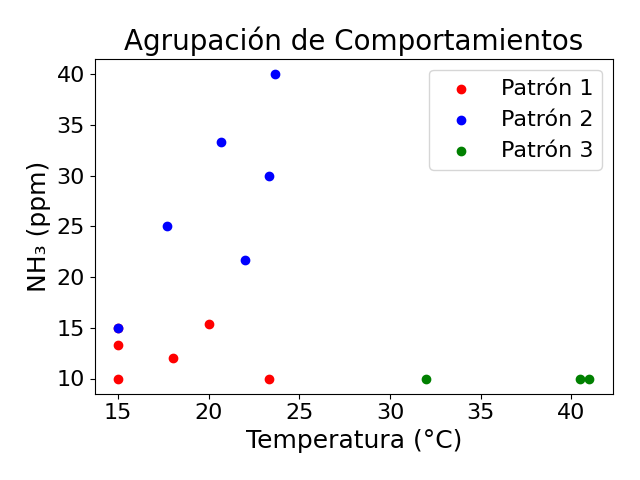 Agrupación de Comportamientos
Patrón 1
Patrón 2
Patrón 3
NH₃ (ppm)
40
35
30
25
20
15
10
15 20 25 30 35 40
Temperatura (°C)